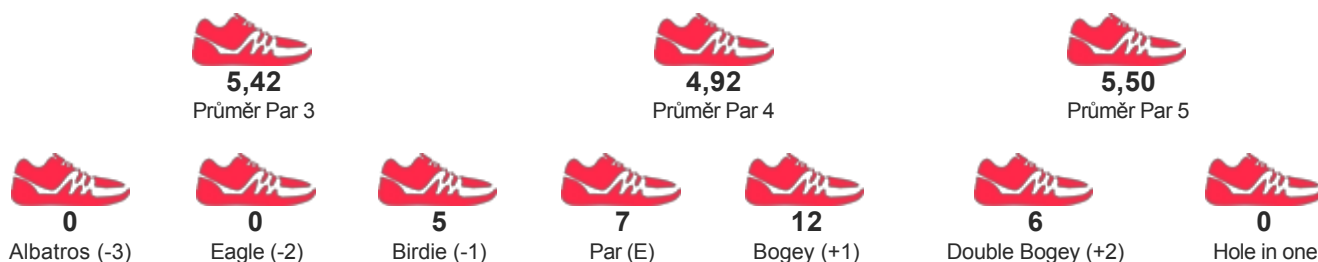 5,42 4,92 5,50
Průměr Par 3 Průměr Par 4 Průměr Par 5
0 0 5 7 12 6 0
Albatros (-3) Eagle (-2) Birdie (-1) Par (E) Bogey (+1) Double Bogey (+2) Hole in one